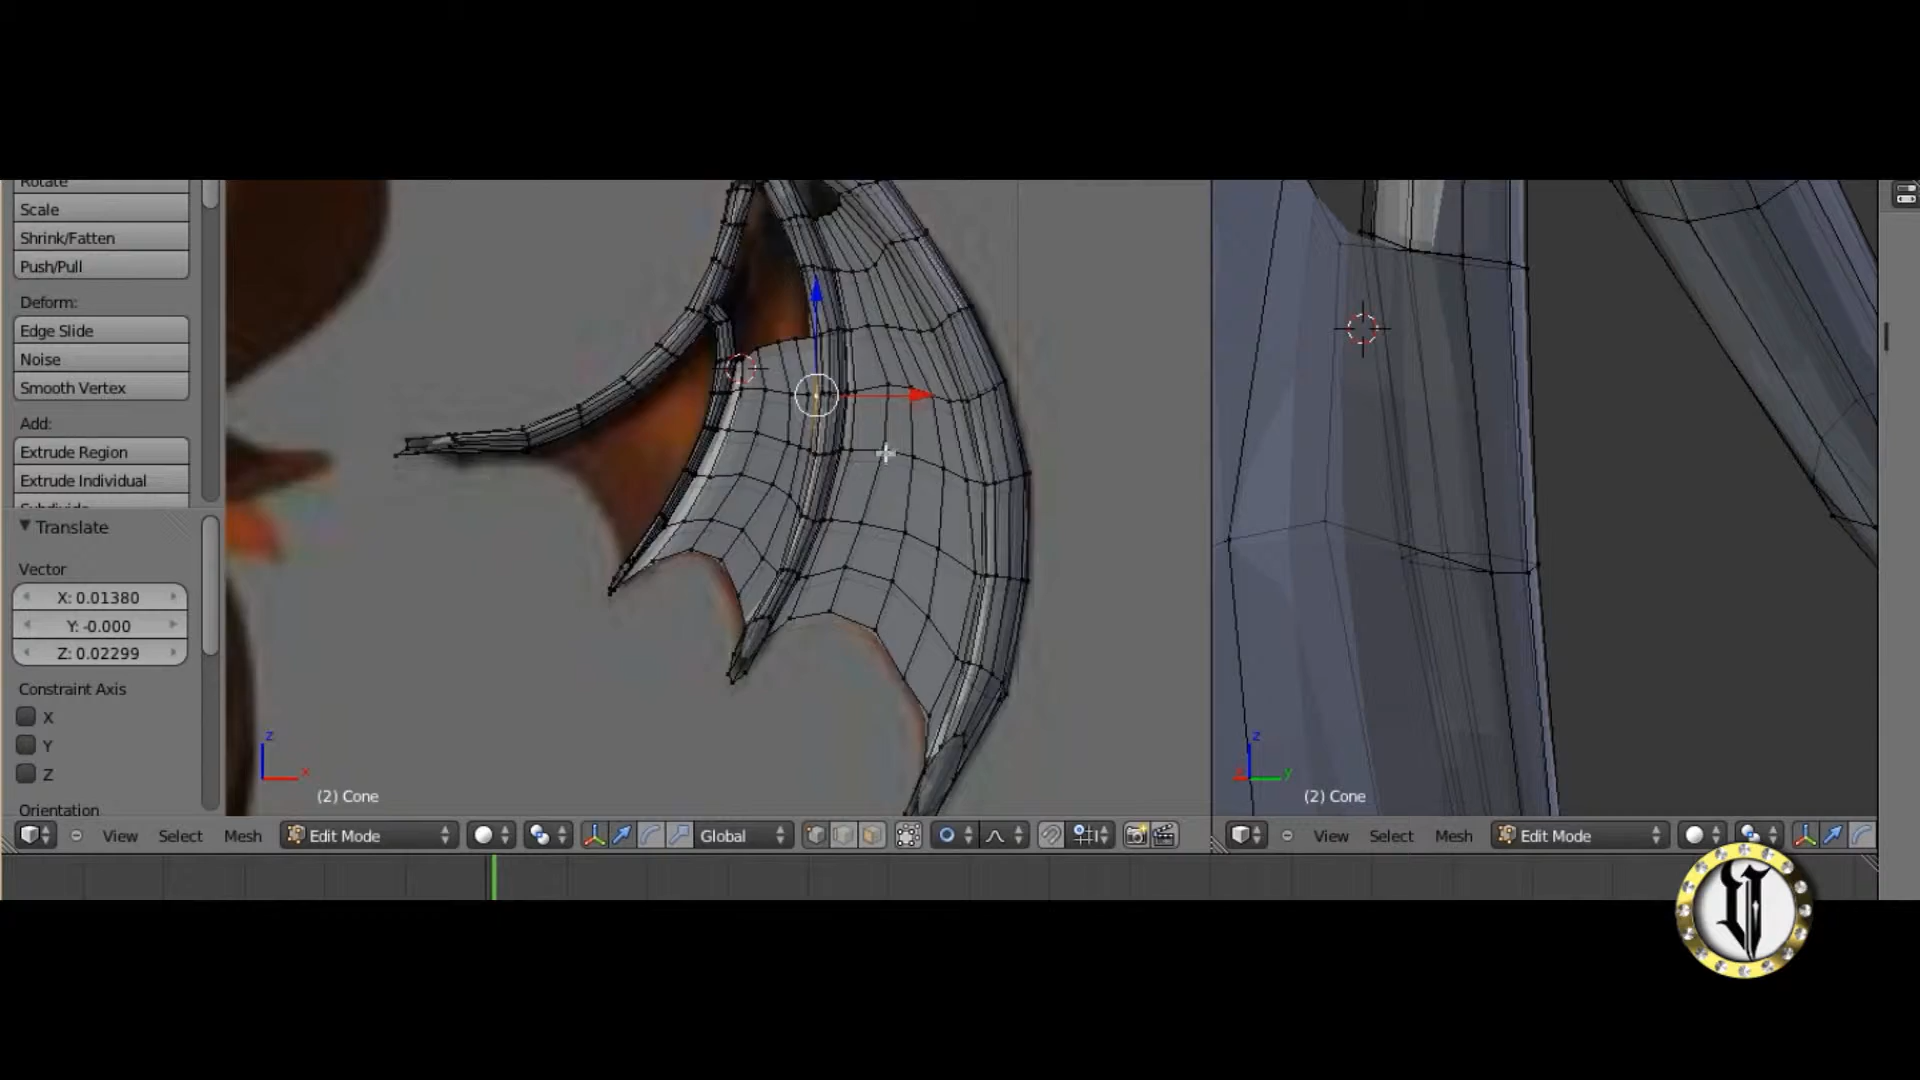 Rotate
Scale
Shrink/Fatten
Push/Pull
Deform:
Edge Slide
Noise
Smooth Vertex
Add:
Extrude Region
Extrude Individual
Subdivide
Translate
Vector
X: 0.01380
Y: -0.000
Z: 0.02299
Constraint Axis
X
Y
Z
Orientation
z
x
(2) Cone
View Select Mesh Edit Mode Global
z
y
(2) Cone
View Select Mesh Edit Mode